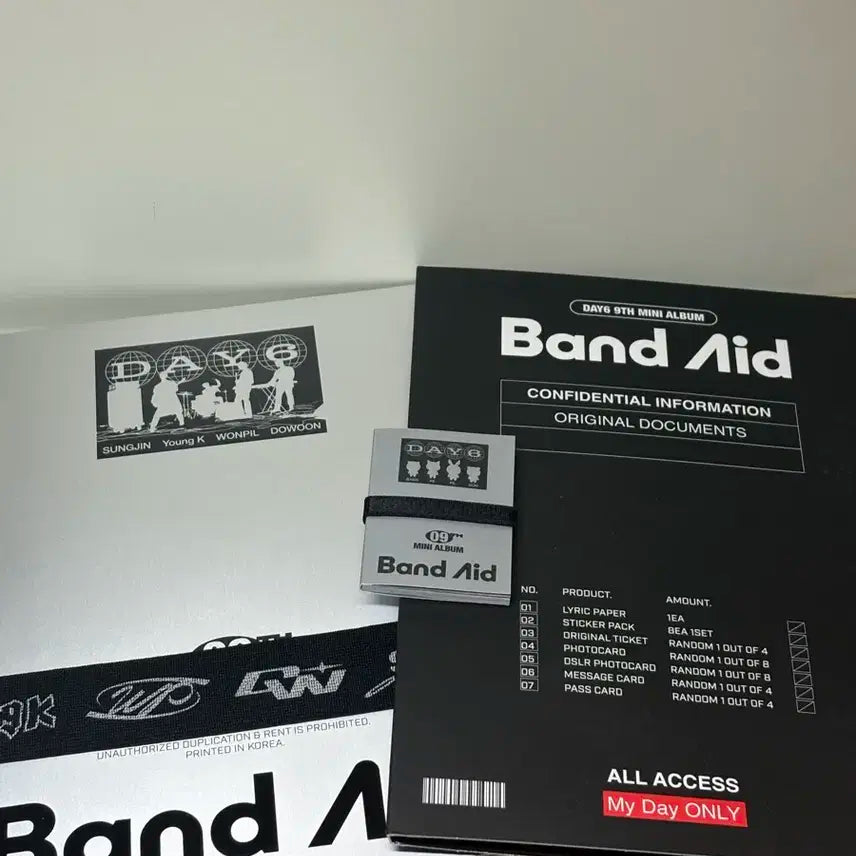 DAY6
SUNGJIN Young K WONPIL DOWOON
UNAUTHORIZED DUPLICATION & RENT IS PROHIBITED.
PRINTED IN KOREA.
Band A
DAY6
09TH
MINI ALBUM
Band Aid
DAY6 9TH MINI ALBUM
Band Aid
CONFIDENTIAL INFORMATION
ORIGINAL DOCUMENTS
NO. PRODUCT. AMOUNT.
01 LYRIC PAPER 1EA
02 STICKER PACK 8EA 1SET
03 ORIGINAL TICKET RANDOM 1 OUT OF 4
04 PHOTOCARD RANDOM 1 OUT OF 8
05 DSLR PHOTOCARD RANDOM 1 OUT OF 8
06 MESSAGE CARD RANDOM 1 OUT OF 4
07 PASS CARD RANDOM 1 OUT OF 4
ALL ACCESS
My Day ONLY